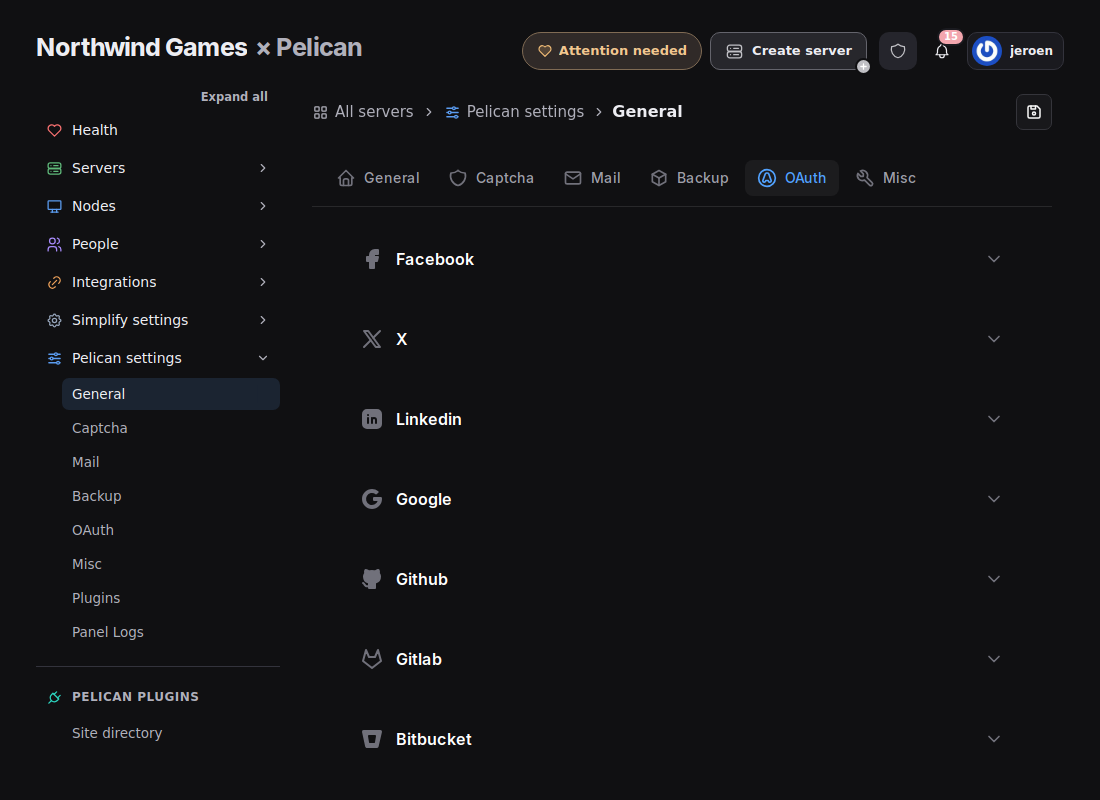 Northwind Games × Pelican
Attention needed
Create server
15
jeroen
Expand all
Health
Servers
Nodes
People
Integrations
Simplify settings
Pelican settings
General
Captcha
Mail
Backup
OAuth
Misc
Plugins
Panel Logs
PELICAN PLUGINS
Site directory
All servers > Pelican settings > General
General Captcha Mail Backup OAuth Misc
Facebook
X
Linkedin
Google
Github
Gitlab
Bitbucket